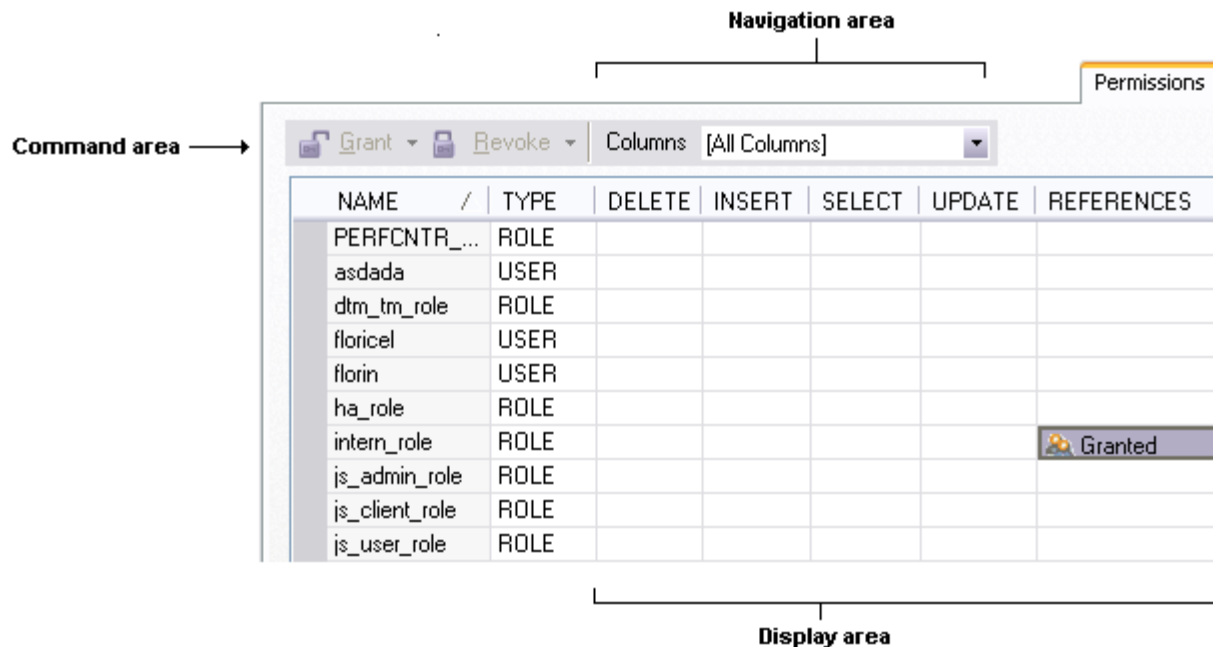 Navigation area
Permissions
Command area
Grant Revoke Columns [All Columns]
NAME / TYPE DELETE INSERT SELECT UPDATE REFERENCES
PERFCNTR_... ROLE
asdada USER
dtm_tm_role ROLE
floricel USER
florin USER
ha_role ROLE
intern_role ROLE Granted
js_admin_role ROLE
js_client_role ROLE
js_user_role ROLE
Display area